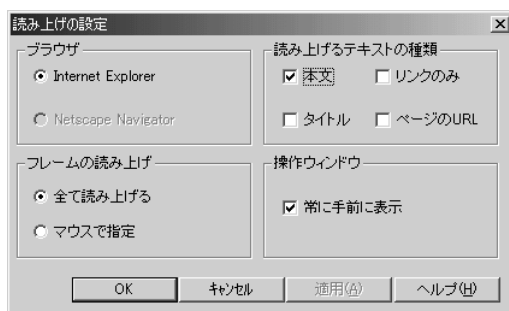 読み上げの設定
ブラウザ
Internet Explorer
Netscape Navigator
読み上げるテキストの種類
本文 リンクのみ
タイトル ページのURL
フレームの読み上げ
全て読み上げる
マウスで指定
操作ウィンドウ
常に手前に表示
OK ｷｬﾝｾﾙ 適用(A) ヘルプ(H)